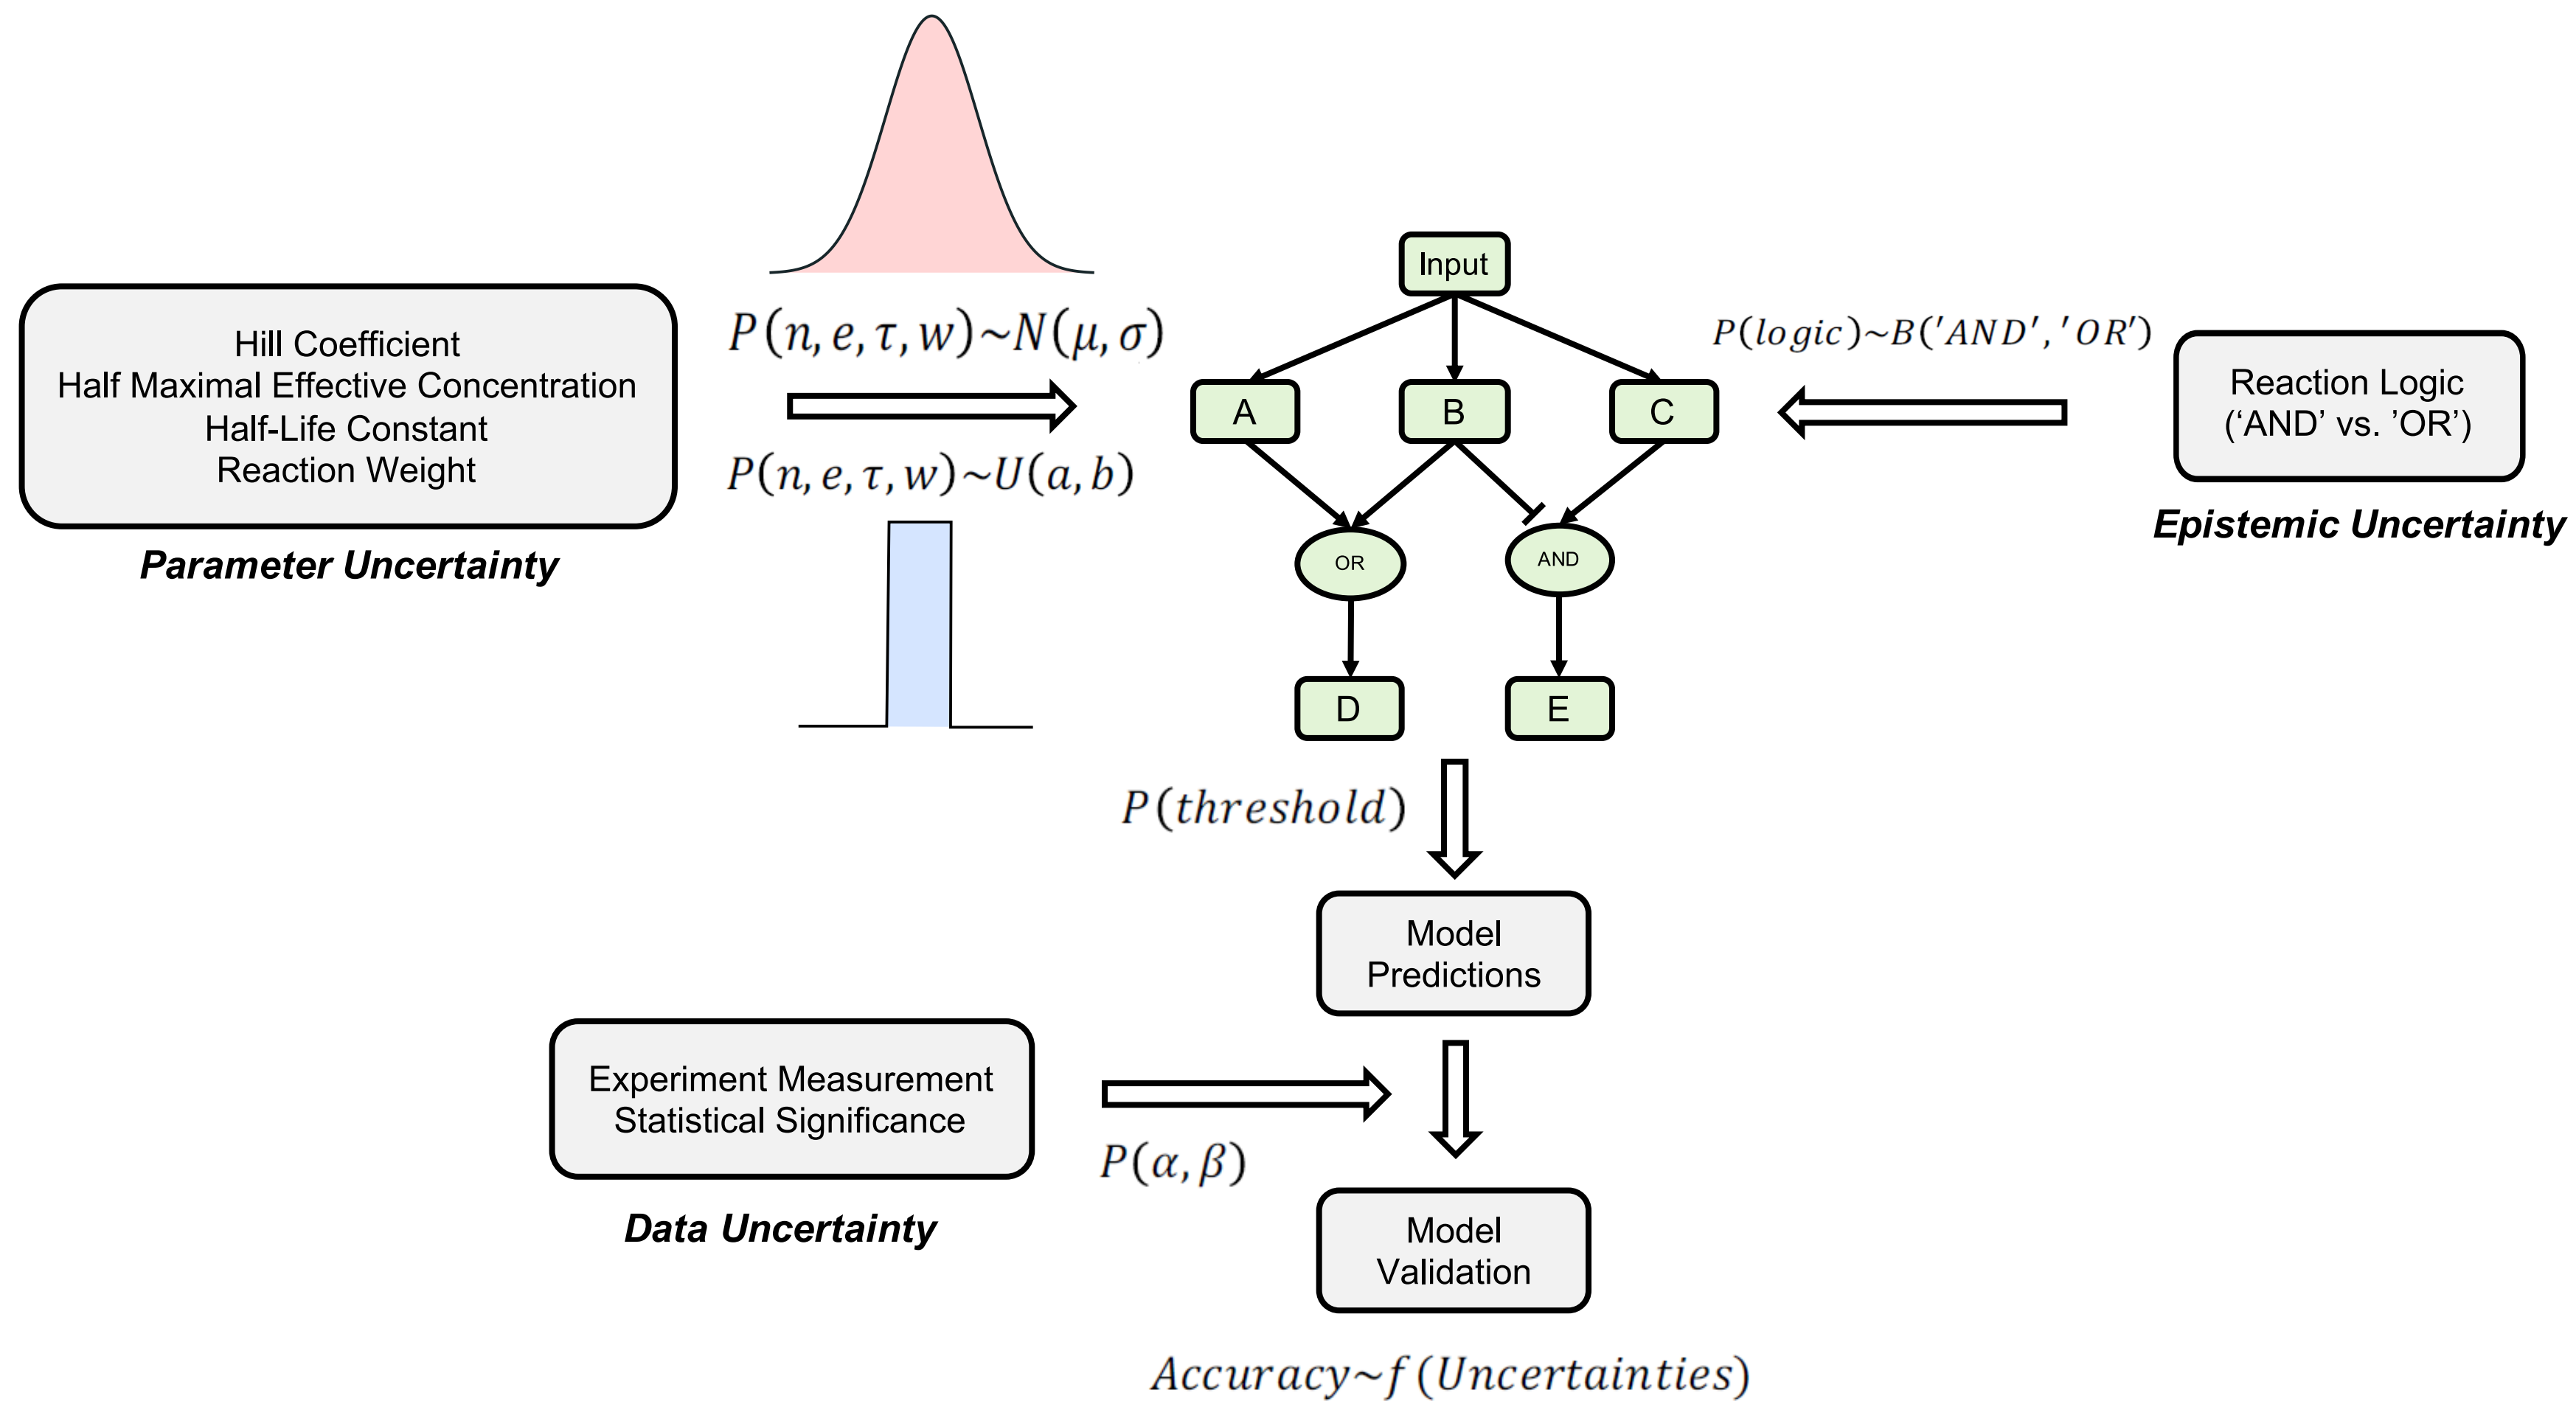 Hill Coefficient
Half Maximal Effective Concentration
Half-Life Constant
Reaction Weight
Parameter Uncertainty
P(n, e, τ, w)~N(μ, σ)
P(n, e, τ, w)~U(a, b)
Input
A
B
C
OR
AND
D
E
P(logic)~B('AND','OR')
Reaction Logic
(‘AND’ vs. ’OR’)
Epistemic Uncertainty
P(threshold)
Model
Predictions
Experiment Measurement
Statistical Significance
Data Uncertainty
P(α, β)
Model
Validation
Accuracy~f(Uncertainties)